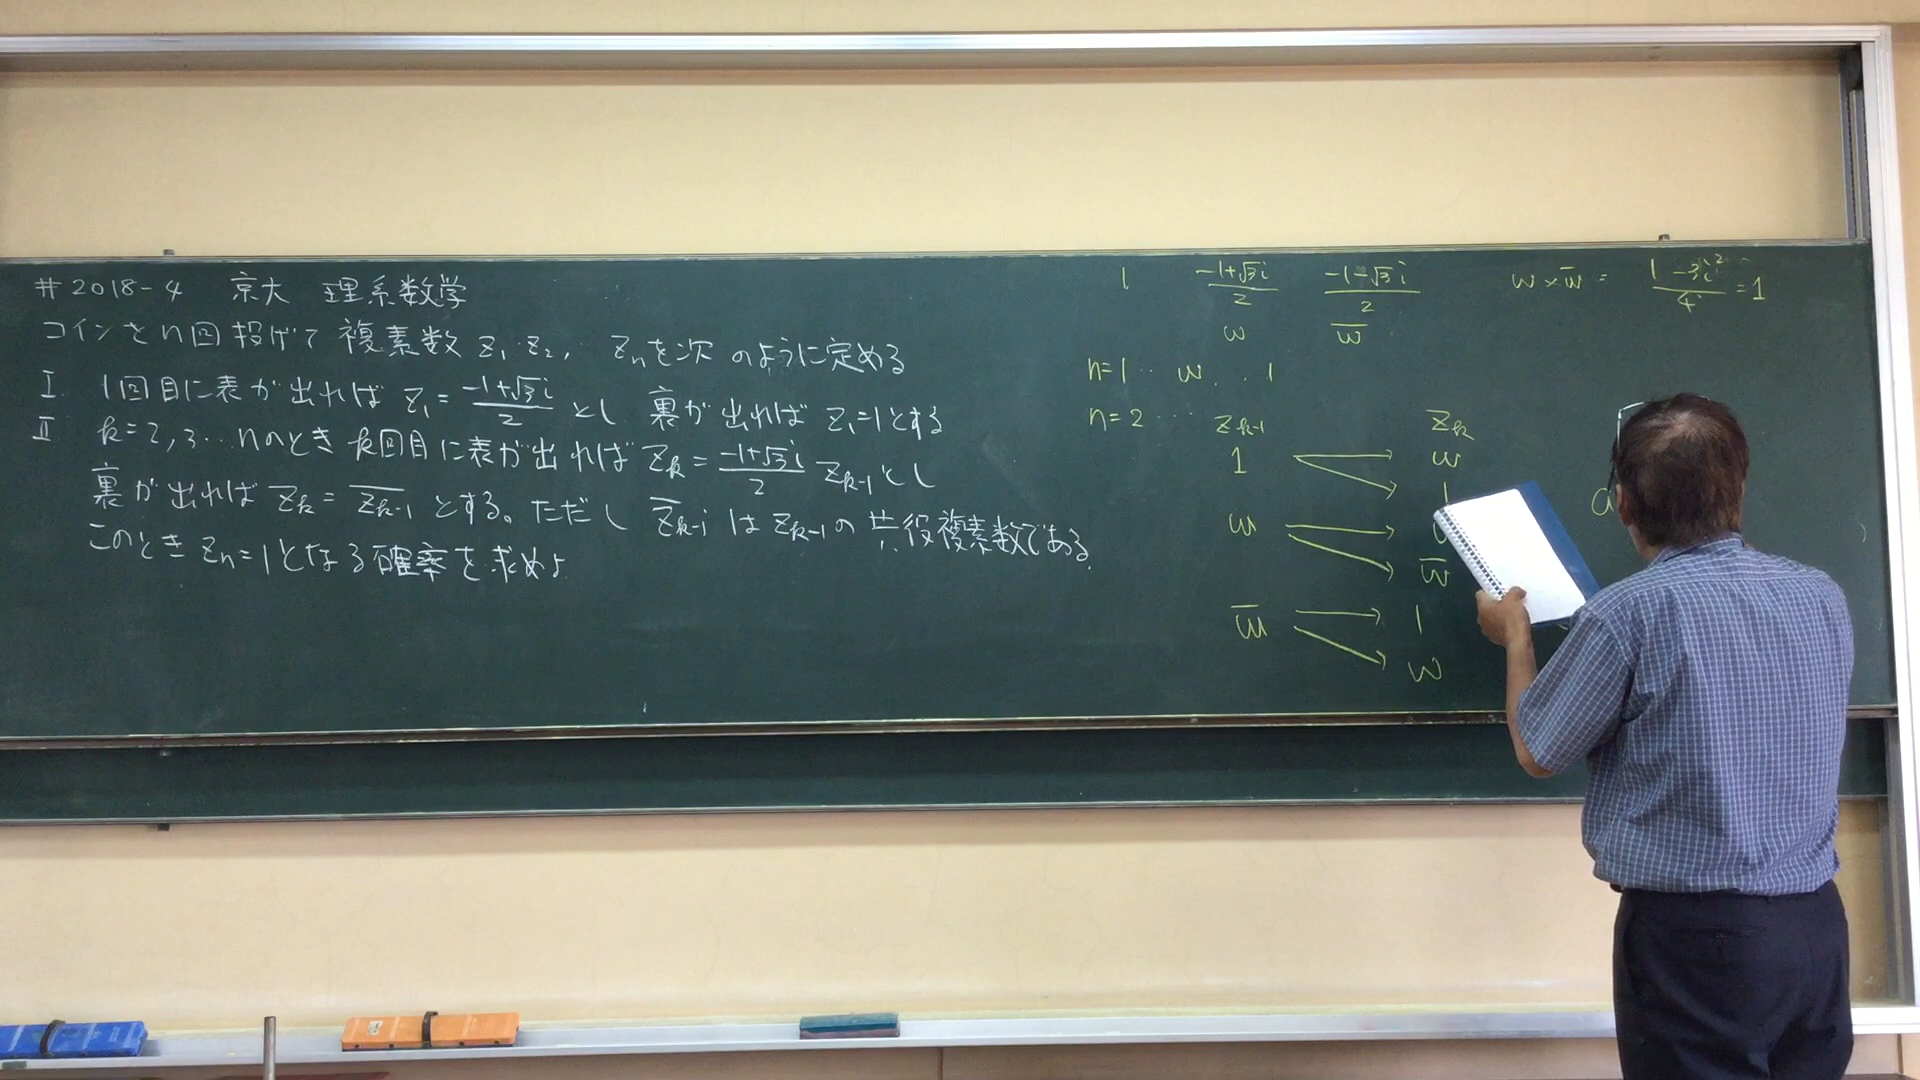 #2018-4 京大 理系数学
コインをn回投げて複素数 z₁ z₂, znを次のように定める
I. 1回目に表が出れば z₁ = (-1+√3i)/2 とし 裏が出れば z₁=1とする
II k=2,3…nのとき k回目に表が出れば zk = (-1+√3i)/2 zk-1とし
裏が出れば zk = z̅k-1 とする。ただし z̅k-1 は zk-1の共役複素数である.
このとき zn=1となる確率を求めよ
1 (-1+√3i)/2 (-1-√3i)/2 w×w̅ = (1-3i²)/4 = 1
w w̅
n=1 ·· w . . 1
n=2 ···· zk-1 zk
1 → w
→ 1
w →
→ w̅
w̅ → 1
→ w
a